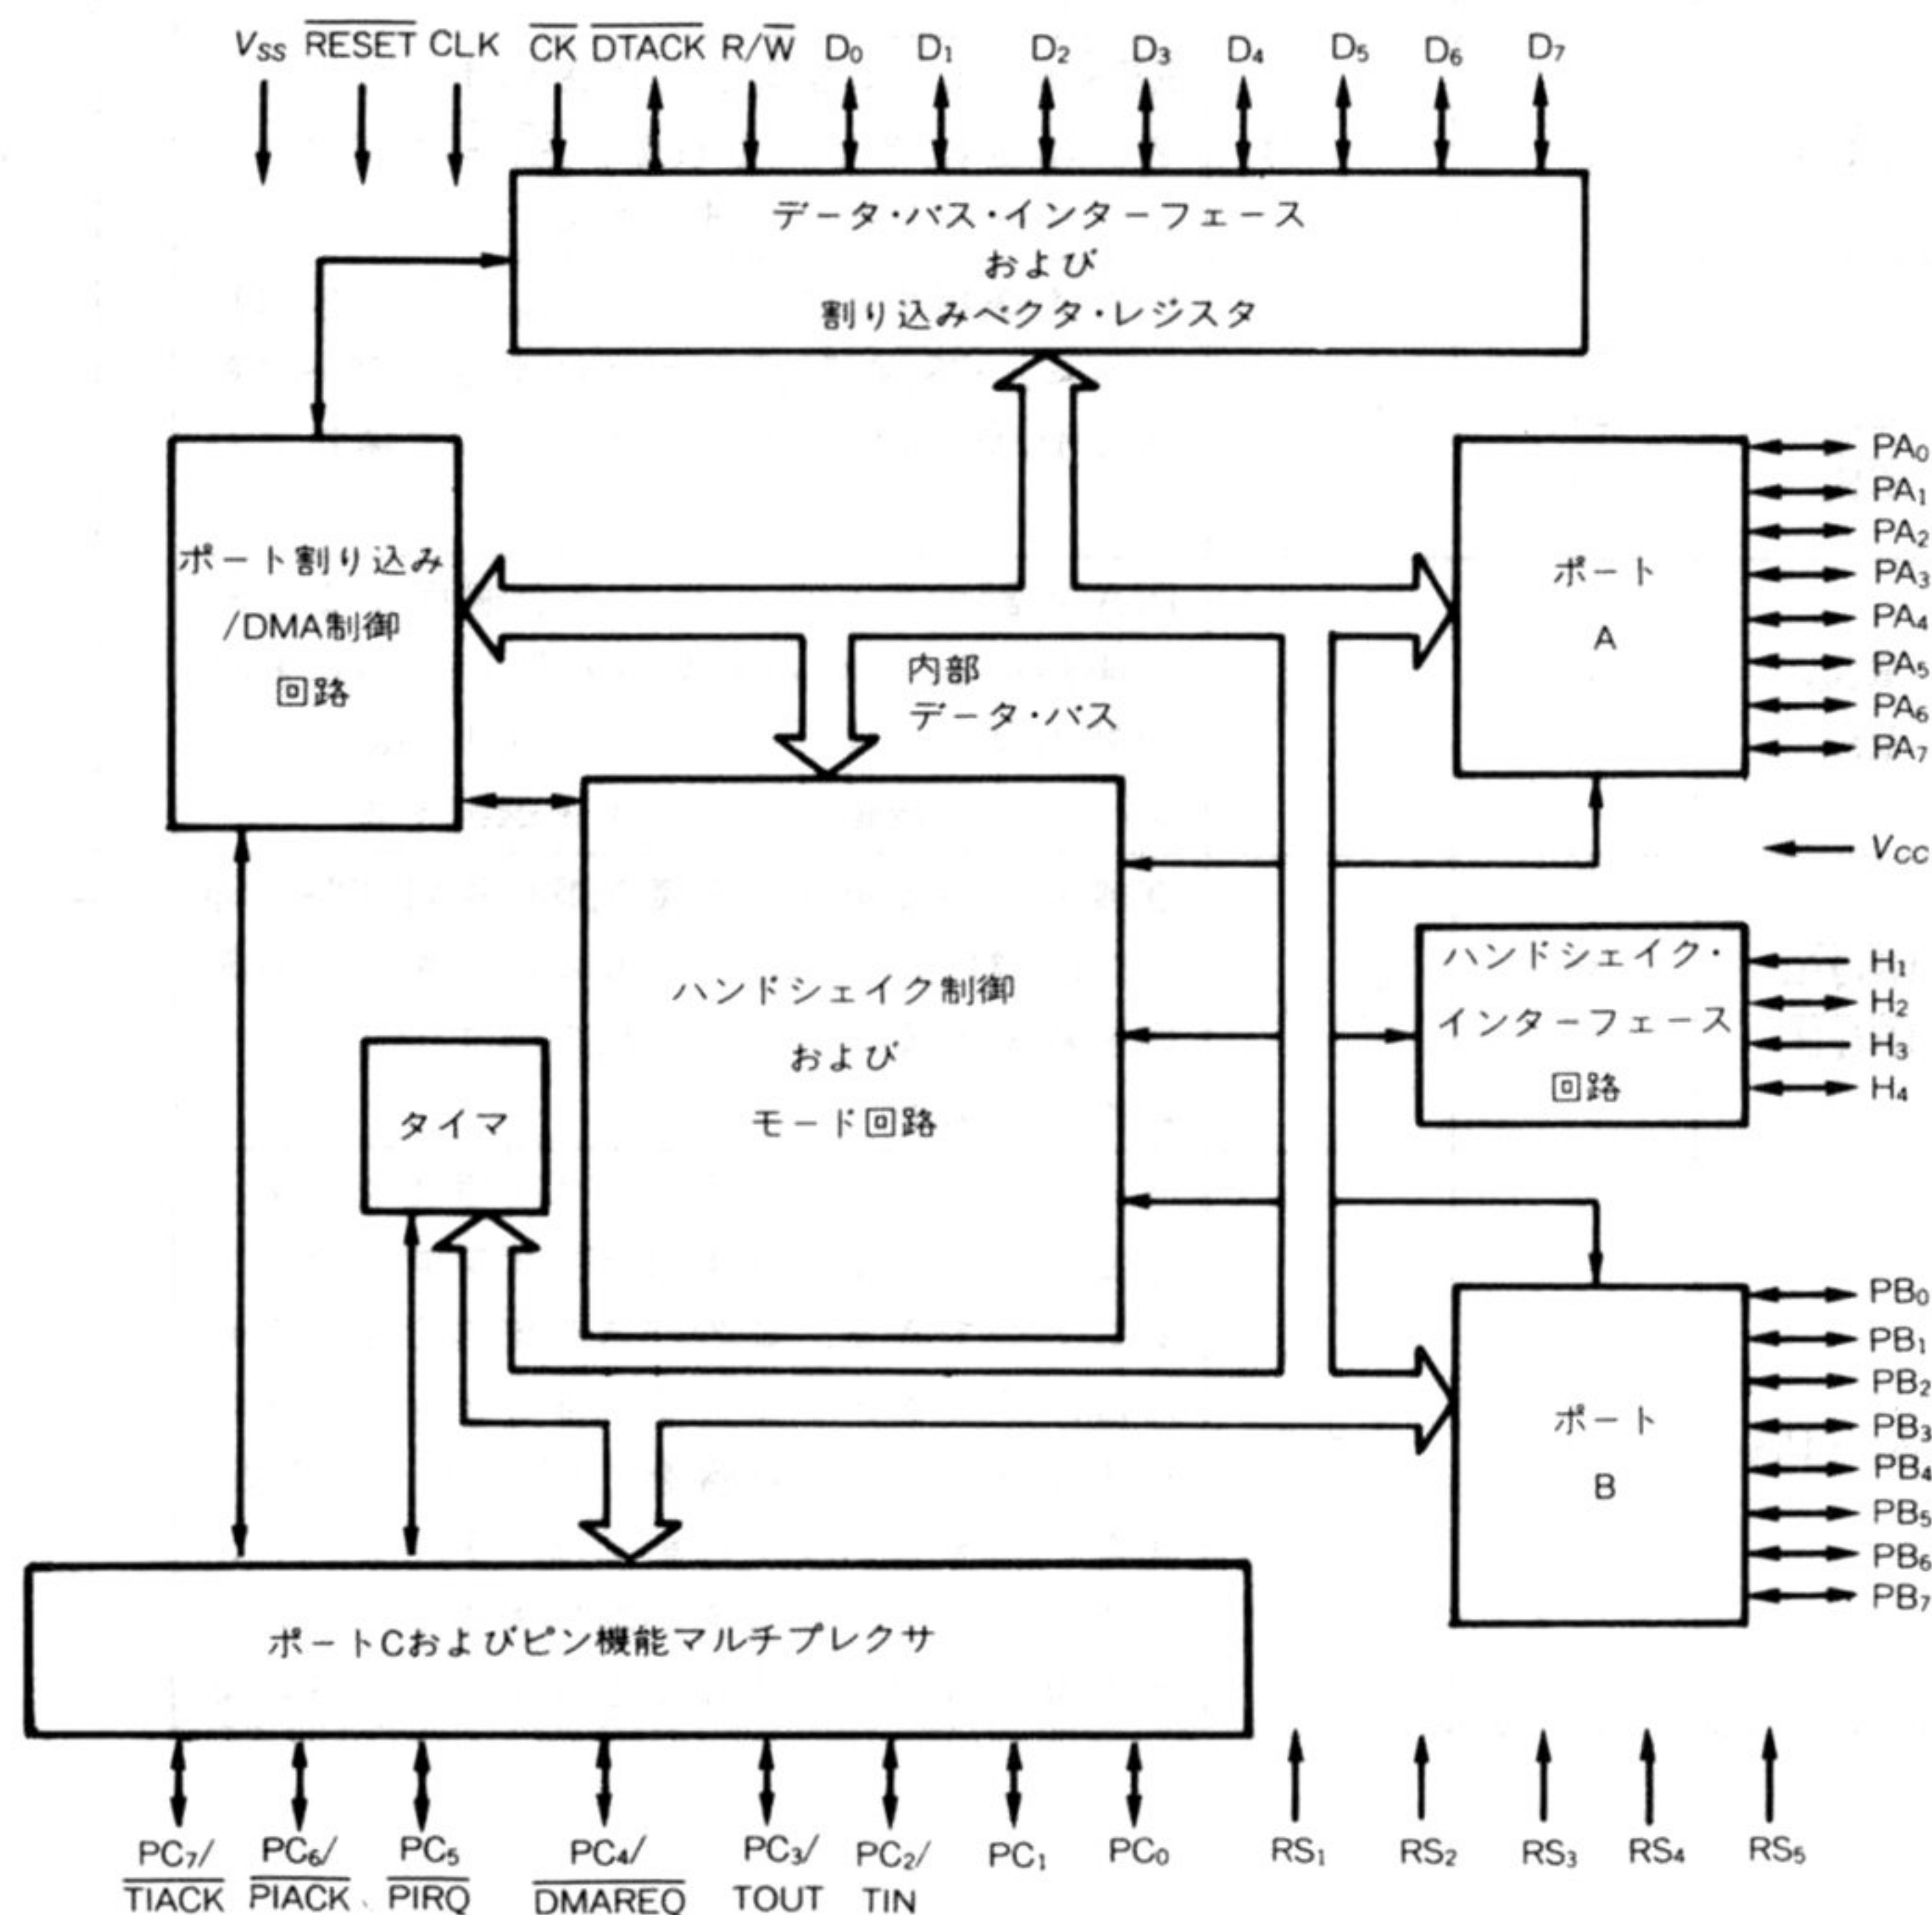 VSS RESET CLK CK DTACK R/W D0 D1 D2 D3 D4 D5 D6 D7
データ・バス・インターフェース
および
割り込みベクタ・レジスタ
ポート割り込み
/DMA制御
回路
内部
データ・バス
ポート
A
PA0
PA1
PA2
PA3
PA4
PA5
PA6
PA7
VCC
ハンドシェイク制御
および
モード回路
ハンドシェイク・
インターフェース
回路
H1
H2
H3
H4
タイマ
ポート
B
PB0
PB1
PB2
PB3
PB4
PB5
PB6
PB7
ポートCおよびピン機能マルチプレクサ
PC7/ PC6/ PC5 PC4/ PC3/ PC2/ PC1 PC0 RS1 RS2 RS3 RS4 RS5
TIACK PIACK PIRQ DMAREQ TOUT TIN